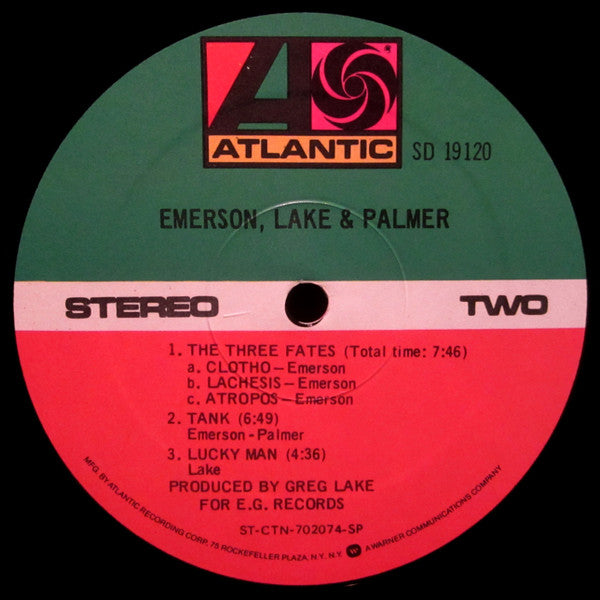 ATLANTIC
SD 19120
EMERSON, LAKE & PALMER
STEREO
TWO
1. THE THREE FATES (Total time: 7:46)
a. CLOTHO—Emerson
b. LACHESIS—Emerson
c. ATROPOS—Emerson
2. TANK (6:49)
Emerson-Palmer
3. LUCKY MAN (4:36)
Lake
PRODUCED BY GREG LAKE
FOR E.G. RECORDS
ST-CTN-702074-SP
MFG. BY ATLANTIC RECORDING CORP. 75 ROCKEFELLER PLAZA, N.Y. N.Y. W A WARNER COMMUNICATIONS COMPANY